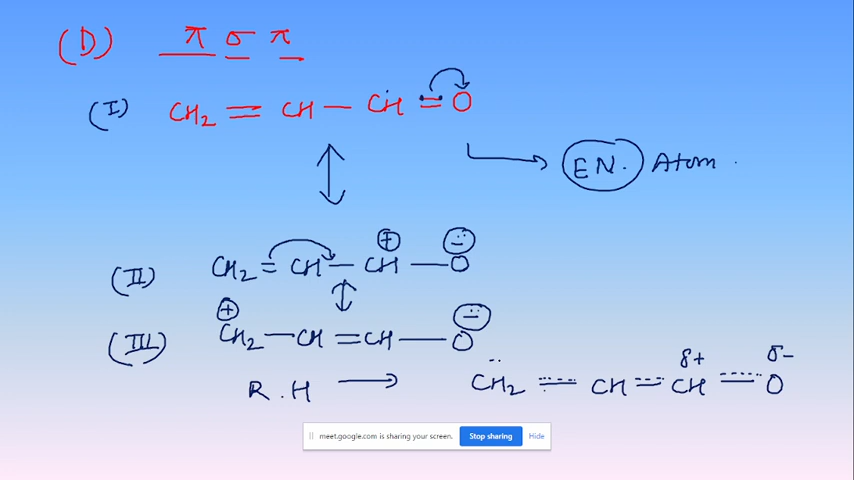 (D) π σ π
(I) CH₂ = CH — CH = O
EN. Atom
(II) CH₂ = CH — CH⊕ — O⊖
(III) ⊕CH₂ — CH = CH — O⊖
δ+ δ-
R.H → CH₂ = CH = CH = O
meet.google.com is sharing your screen. Stop sharing Hide